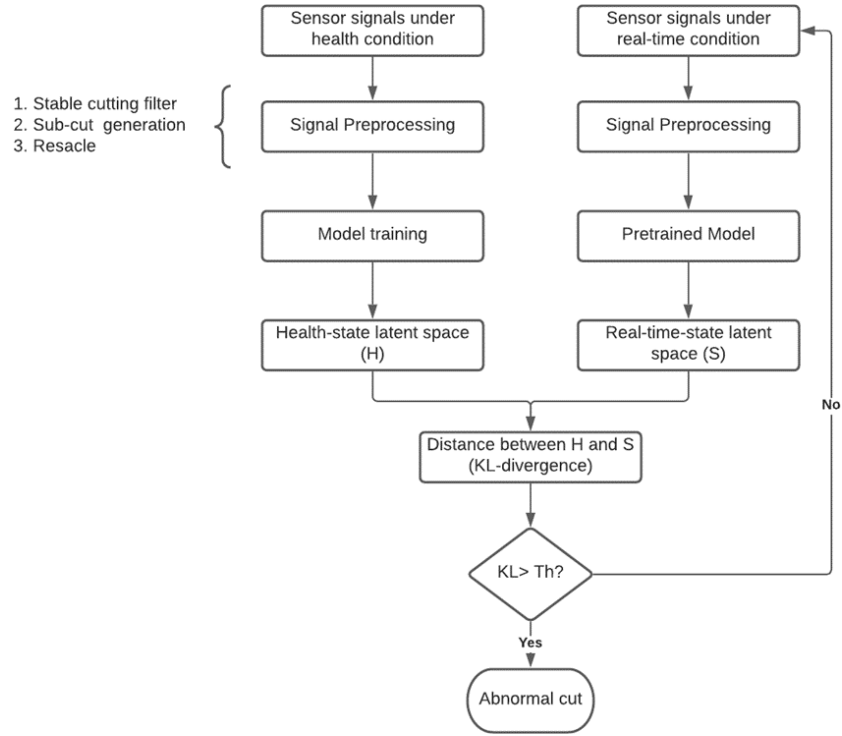 Sensor signals under
health condition
Sensor signals under
real-time condition
1. Stable cutting filter
2. Sub-cut generation
3. Resacle
Signal Preprocessing
Signal Preprocessing
Model training
Pretrained Model
Health-state latent space
(H)
Real-time-state latent
space (S)
No
Distance between H and S
(KL-divergence)
KL> Th?
Yes
Abnormal cut